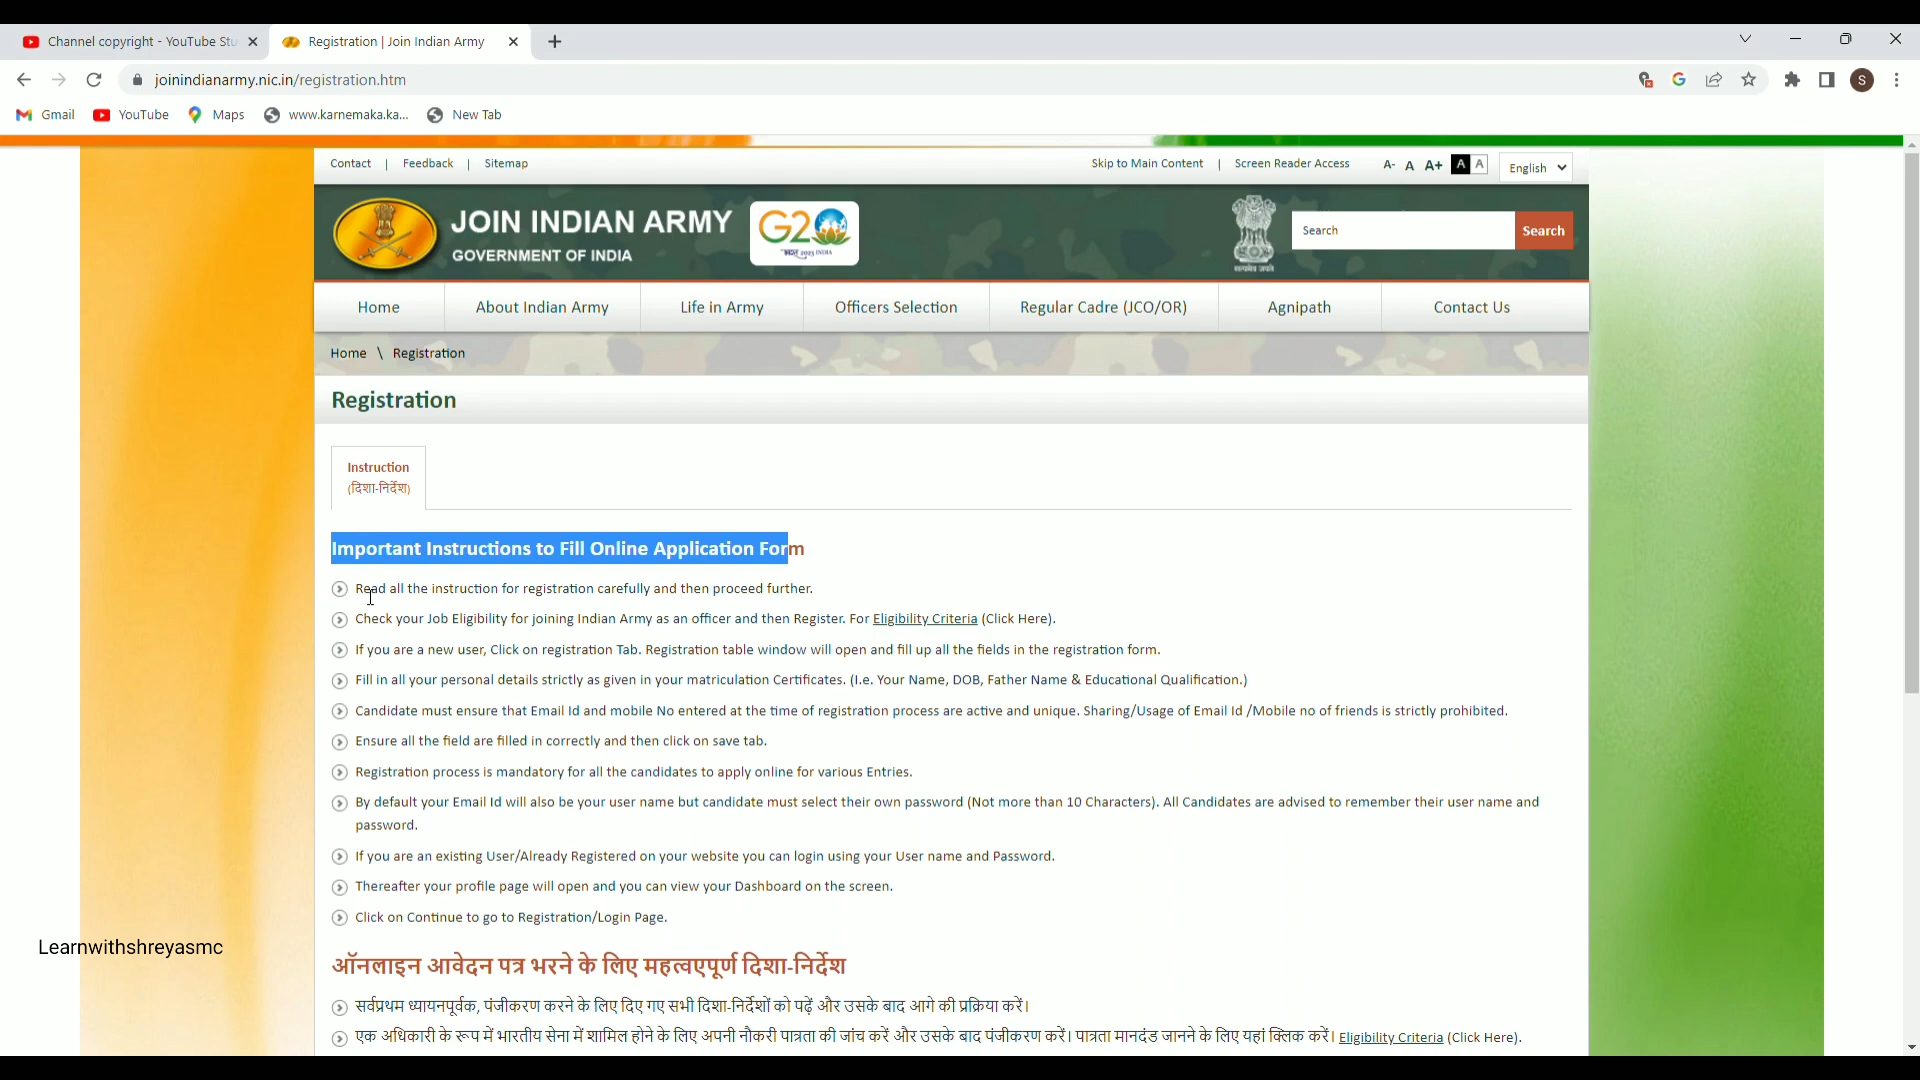 Channel copyright - YouTube Stu
Registration | Join Indian Army
joinindianarmy.nic.in/registration.htm
S
Gmail
YouTube
Maps
www.karnemaka.ka...
New Tab
Contact | Feedback | Sitemap
Skip to Main Content | Screen Reader Access
A- A A+ A A
English
JOIN INDIAN ARMY
GOVERNMENT OF INDIA
G20
भारत 2023 INDIA
सत्यमेव जयते
Search
Search
Home
About Indian Army
Life in Army
Officers Selection
Regular Cadre (JCO/OR)
Agnipath
Contact Us
Home \ Registration
Registration
Instruction
(दिशा-निर्देश)
Important Instructions to Fill Online Application Form
Read all the instruction for registration carefully and then proceed further.
Check your Job Eligibility for joining Indian Army as an officer and then Register. For Eligibility Criteria (Click Here).
If you are a new user, Click on registration Tab. Registration table window will open and fill up all the fields in the registration form.
Fill in all your personal details strictly as given in your matriculation Certificates. (I.e. Your Name, DOB, Father Name & Educational Qualification.)
Candidate must ensure that Email Id and mobile No entered at the time of registration process are active and unique. Sharing/Usage of Email Id /Mobile no of friends is strictly prohibited.
Ensure all the field are filled in correctly and then click on save tab.
Registration process is mandatory for all the candidates to apply online for various Entries.
By default your Email Id will also be your user name but candidate must select their own password (Not more than 10 Characters). All Candidates are advised to remember their user name and
password.
If you are an existing User/Already Registered on your website you can login using your User name and Password.
Thereafter your profile page will open and you can view your Dashboard on the screen.
Click on Continue to go to Registration/Login Page.
Learnwithshreyasmc
ऑनलाइन आवेदन पत्र भरने के लिए महत्वएपूर्ण दिशा-निर्देश
सर्वप्रथम ध्यायनपूर्वक, पंजीकरण करने के लिए दिए गए सभी दिशा-निर्देशों को पढ़ें और उसके बाद आगे की प्रक्रिया करें।
एक अधिकारी के रूप में भारतीय सेना में शामिल होने के लिए अपनी नौकरी पात्रता की जांच करें और उसके बाद पंजीकरण करें। पात्रता मानदंड जानने के लिए यहां क्लिक करें। Eligibility Criteria (Click Here).